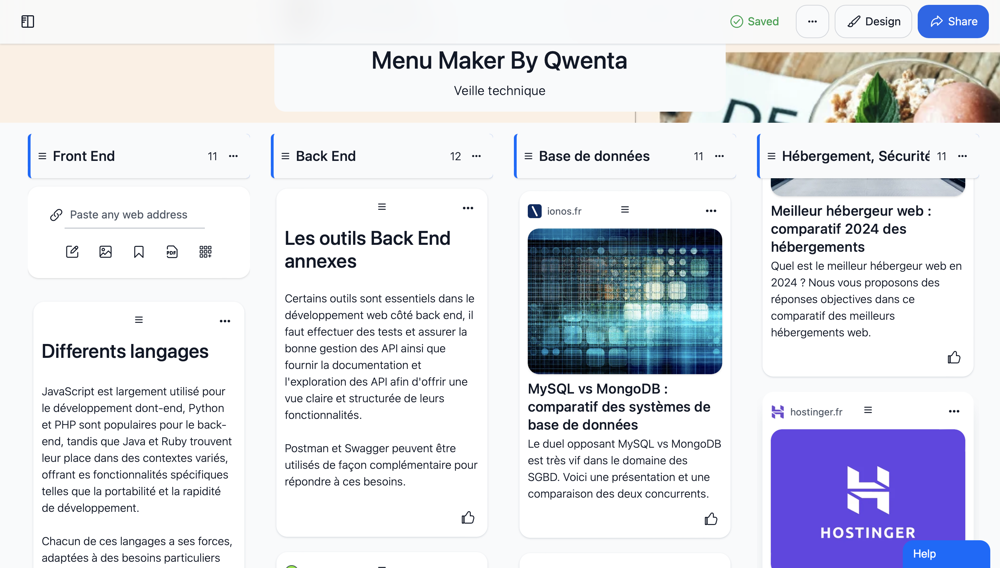 Saved
Design
Share
Menu Maker By Qwenta
Veille technique
DE
Front End
11
Back End
12
Base de données
11
Hébergement, Sécurité
11
Paste any web address
PDF
Differents langages
JavaScript est largement utilisé pour
le développement dont-end, Python
et PHP sont populaires pour le back-
end, tandis que Java et Ruby trouvent
leur place dans des contextes variés,
offrant es fonctionnalités spécifiques
telles que la portabilité et la rapidité
de développement.
Chacun de ces langages a ses forces,
adaptées à des besoins particuliers
Les outils Back End
annexes
Certains outils sont essentiels dans le
développement web côté back end, il
faut effectuer des tests et assurer la
bonne gestion des API ainsi que
fournir la documentation et
l'exploration des API afin d'offrir une
vue claire et structurée de leurs
fonctionnalités.
Postman et Swagger peuvent être
utilisés de façon complémentaire pour
répondre à ces besoins.
ionos.fr
MySQL vs MongoDB :
comparatif des systèmes de
base de données
Le duel opposant MySQL vs MongoDB
est très vif dans le domaine des
SGBD. Voici une présentation et une
comparaison des deux concurrents.
Meilleur hébergeur web :
comparatif 2024 des
hébergements
Quel est le meilleur hébergeur web en
2024 ? Nous vous proposons des
réponses objectives dans ce
comparatif des meilleurs
hébergements web.
hostinger.fr
HOSTINGER
Help